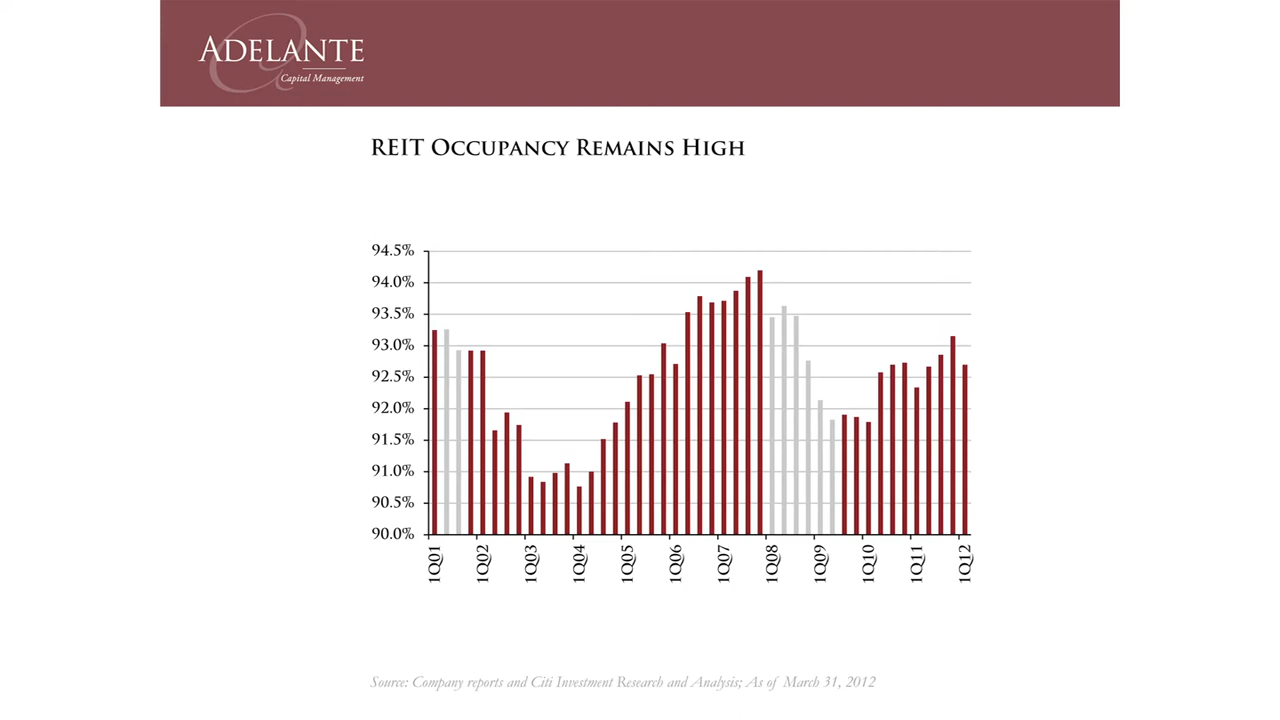 ADELANTE
Capital Management
REIT Occupancy Remains High
94.5%
94.0%
93.5%
93.0%
92.5%
92.0%
91.5%
91.0%
90.5%
90.0%
1Q01
1Q02
1Q03
1Q04
1Q05
1Q06
1Q07
1Q08
1Q09
1Q10
1Q11
1Q12
Source: Company reports and Citi Investment Research and Analysis; As of March 31, 2012